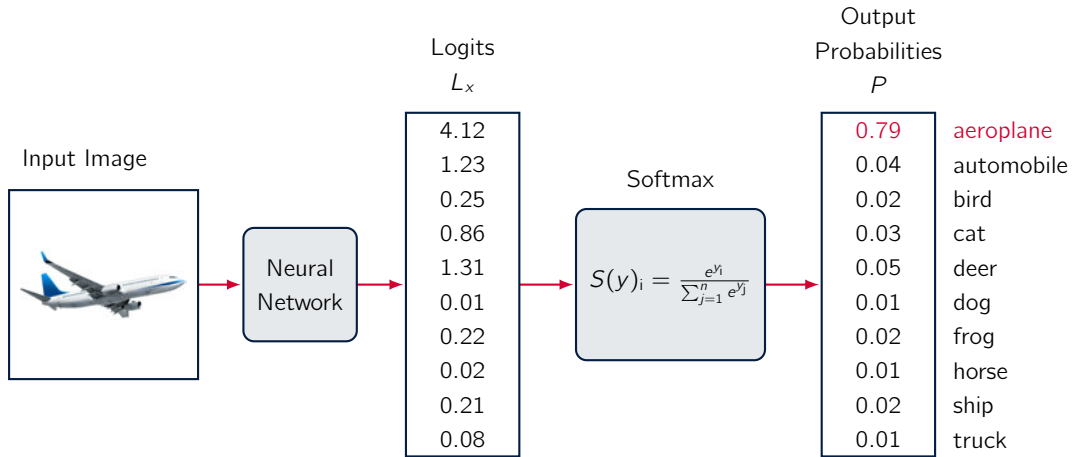 Input Image
Neural
Network
Logits
Lₓ
4.12
1.23
0.25
0.86
1.31
0.01
0.22
0.02
0.21
0.08
Softmax
S(y)ᵢ = e^{yᵢ} / ∑_{j=1}^{n} e^{yⱼ}
Output
Probabilities
P
0.79 aeroplane
0.04 automobile
0.02 bird
0.03 cat
0.05 deer
0.01 dog
0.02 frog
0.01 horse
0.02 ship
0.01 truck